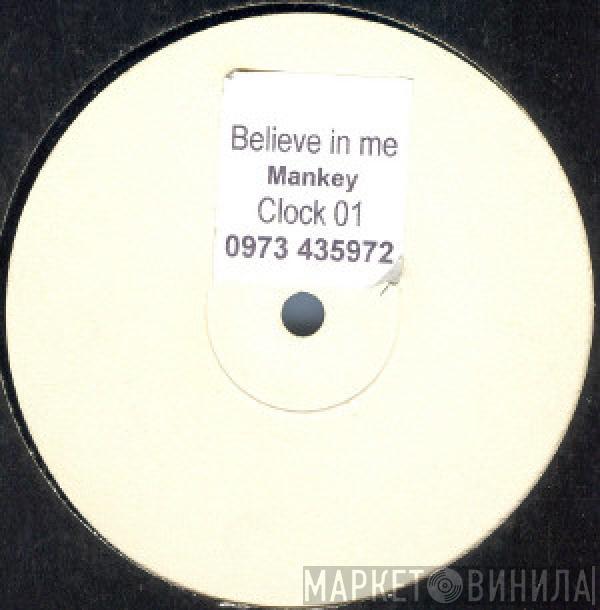 Believe in me
Mankey
Clock 01
0973 435972
МАРКЕТ ВИНИЛА